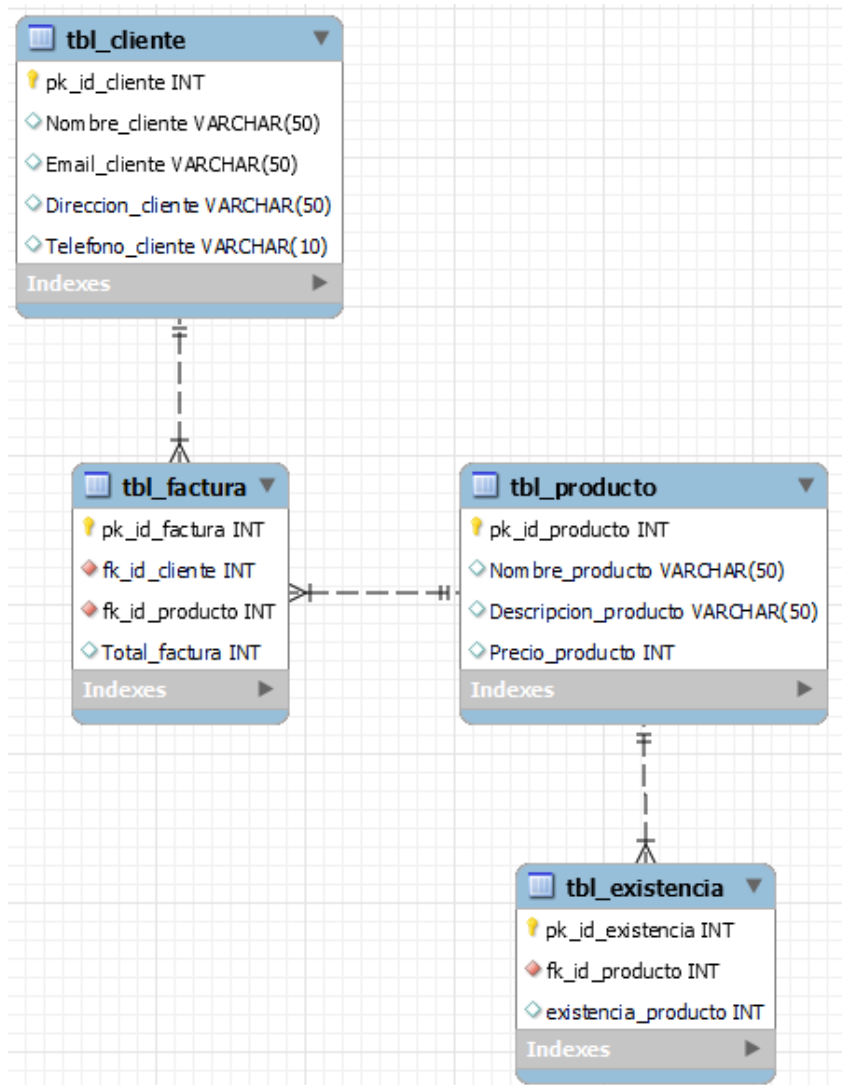 tbl_cliente
pk_id_cliente INT
Nombre_cliente VARCHAR(50)
Email_cliente VARCHAR(50)
Direccion_cliente VARCHAR(50)
Telefono_cliente VARCHAR(10)
Indexes
tbl_factura
pk_id_factura INT
fk_id_cliente INT
fk_id_producto INT
Total_factura INT
Indexes
tbl_producto
pk_id_producto INT
Nombre_producto VARCHAR(50)
Descripcion_producto VARCHAR(50)
Precio_producto INT
Indexes
tbl_existencia
pk_id_existencia INT
fk_id_producto INT
existencia_producto INT
Indexes